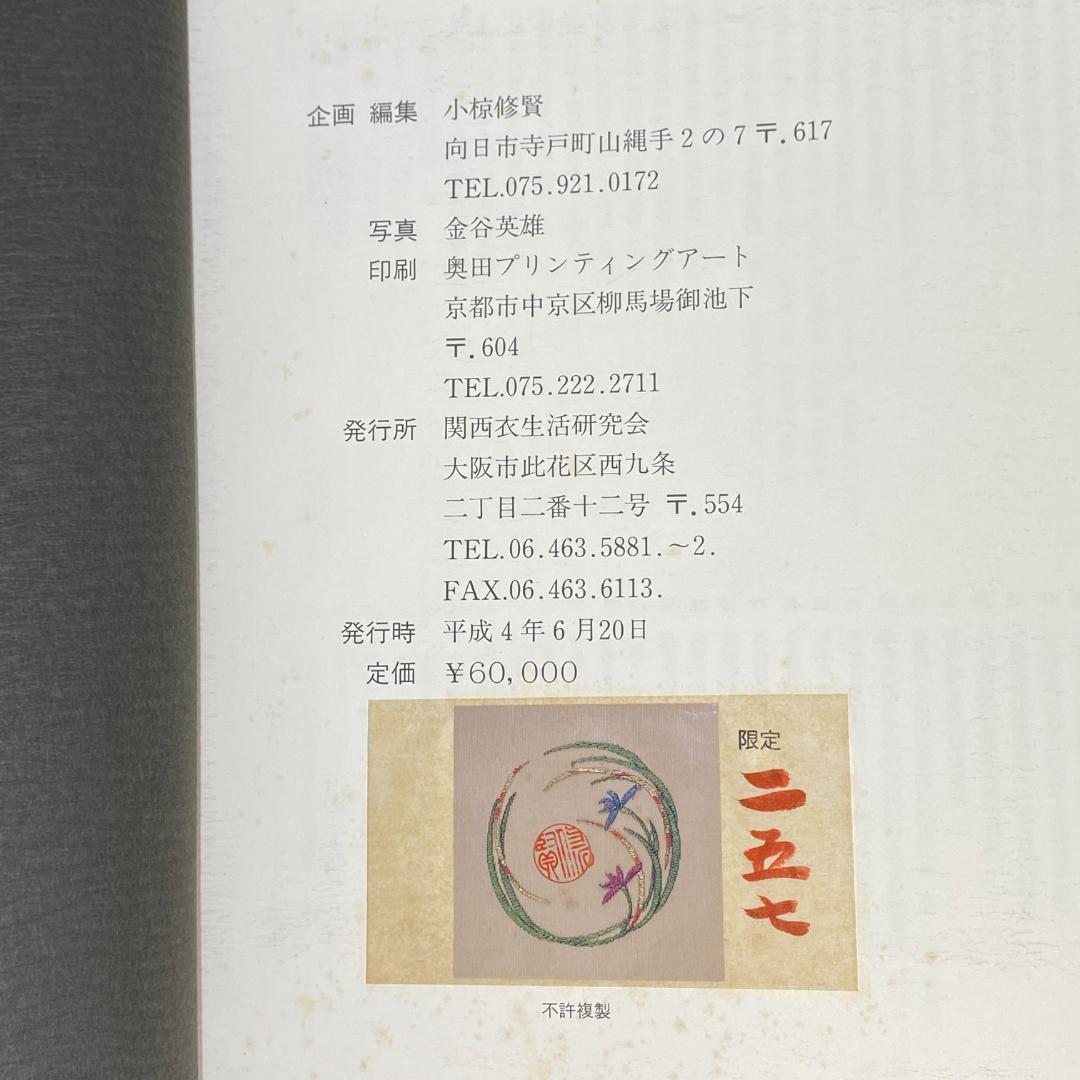 企画 編集 小椋修賢
向日市寺戸町山縄手2の7〒.617
TEL.075.921.0172
写真 金谷英雄
印刷 奥田プリンティングアート
京都市中京区柳馬場御池下
〒.604
TEL.075.222.2711
発行所 関西衣生活研究会
大阪市此花区西九条
二丁目二番十二号 〒.554
TEL.06.463.5881.～2.
FAX.06.463.6113.
発行時 平成4年6月20日
定価 ￥60,000
限定
二五七
修賢
不許複製